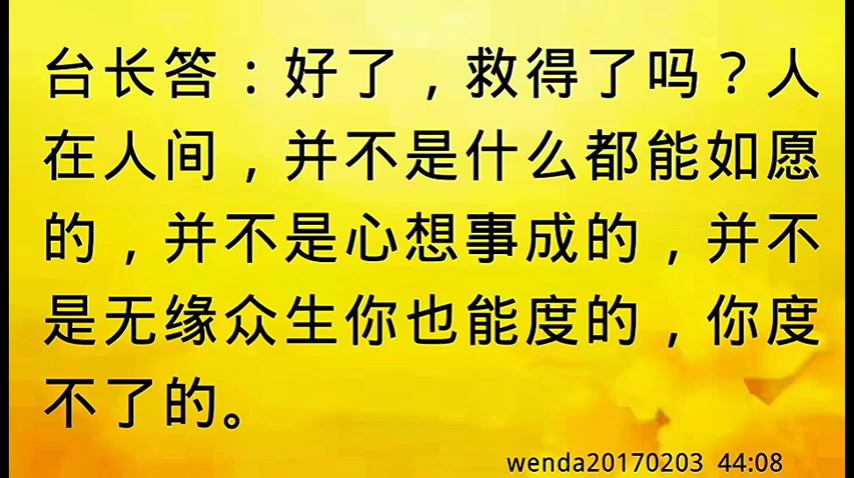 台长答：好了，救得了吗？人
在人间，并不是什么都能如愿
的，并不是心想事成的，并不
是无缘众生你也能度的，你度
不了的。
wenda20170203 44:08